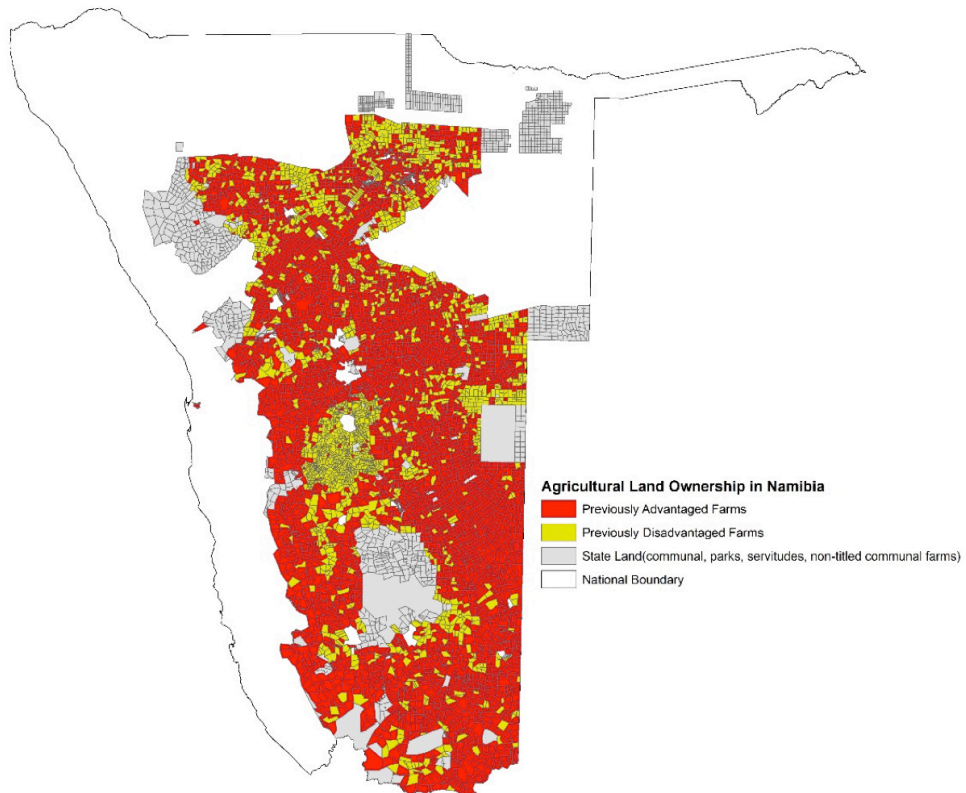 Agricultural Land Ownership in Namibia
Previously Advantaged Farms
Previously Disadvantaged Farms
State Land(communal, parks, servitudes, non-titled communal farms)
National Boundary